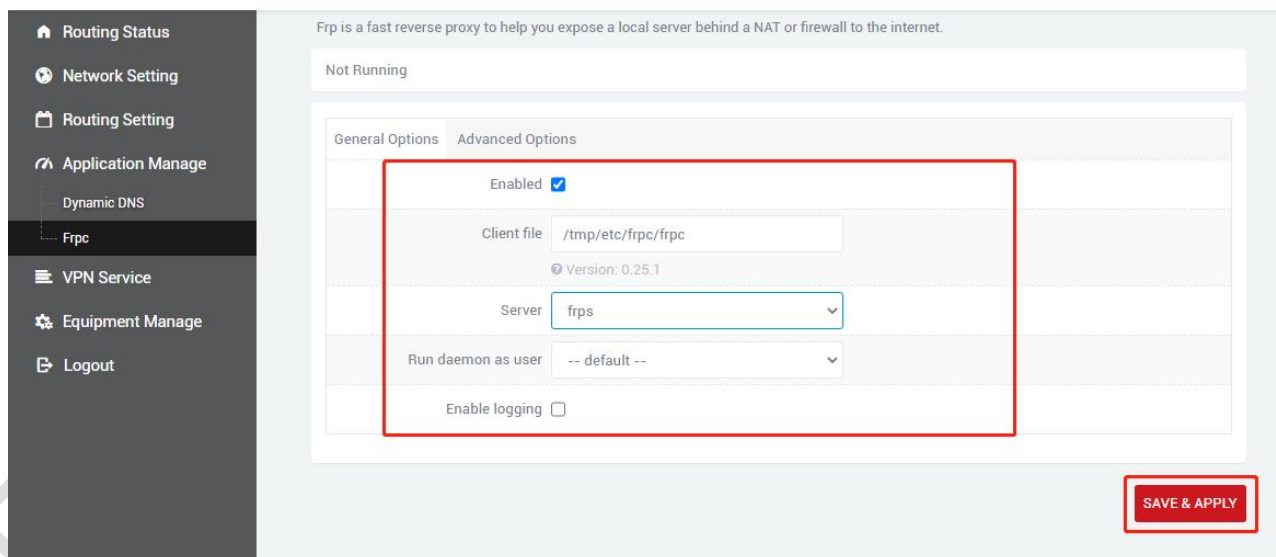 Routing Status
Network Setting
Routing Setting
Application Manage
Dynamic DNS
Frpc
VPN Service
Equipment Manage
Logout
Frp is a fast reverse proxy to help you expose a local server behind a NAT or firewall to the internet.
Not Running
General Options Advanced Options
Enabled
Client file /tmp/etc/frpc/frpc
Version: 0.25.1
Server frps
Run daemon as user -- default --
Enable logging
SAVE & APPLY